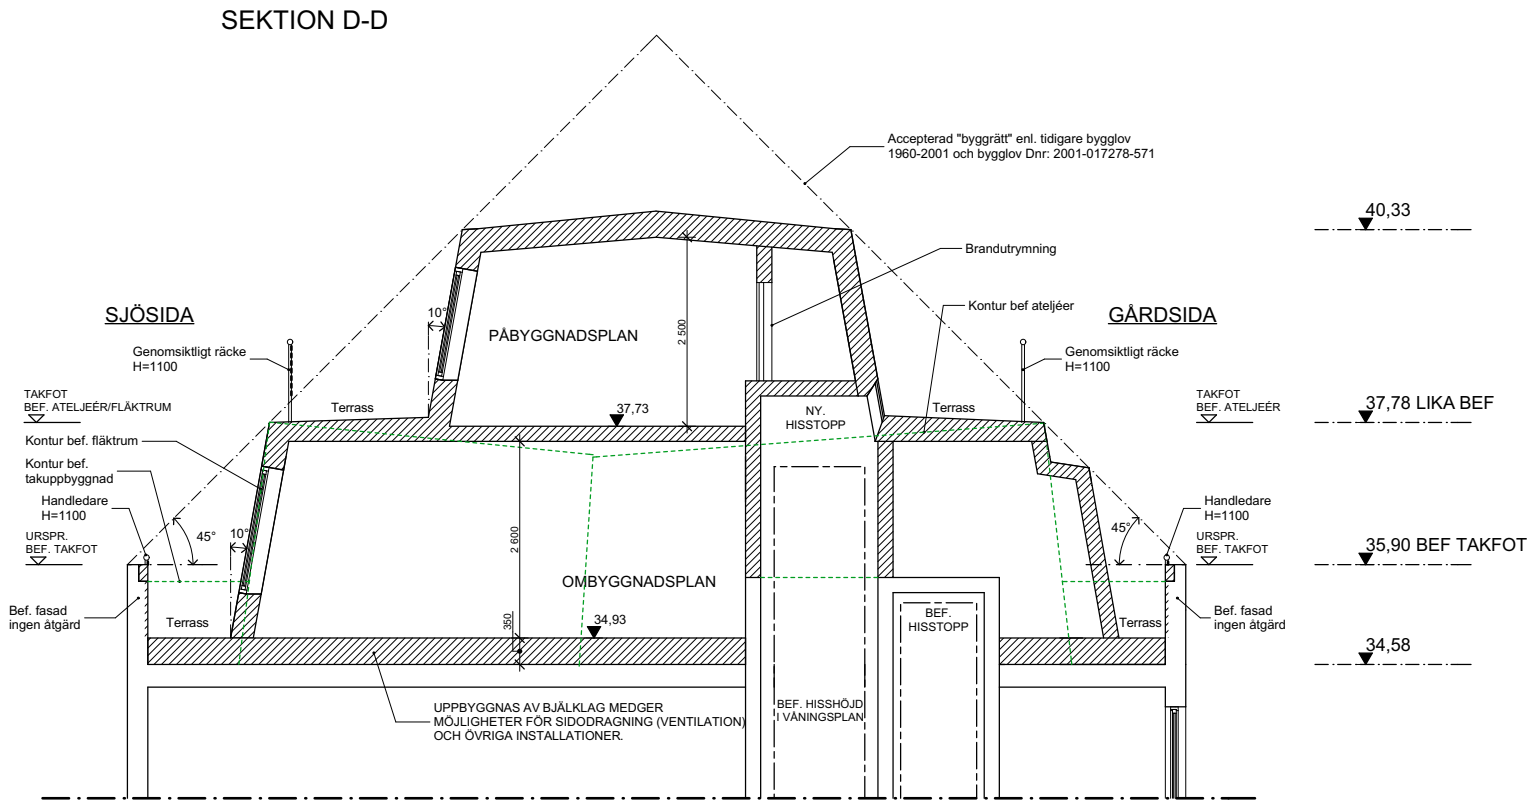 SEKTION D-D
Accepterad "byggrätt" enl. tidigare bygglov
1960-2001 och bygglov Dnr: 2001-017278-571
40,33
Brandutrymning
Kontur bef ateljéer
SJÖSIDA
10°
PÅBYGGNADSPLAN
2 500
GÅRDSIDA
Genomsiktligt räcke
H=1100
Genomsiktligt räcke
H=1100
TAKFOT
BEF. ATELJEÉR/FLÄKTRUM
Terrass
37,73
NY.
HISSTOPP
Terrass
TAKFOT
BEF. ATELJEÉR
37,78 LIKA BEF
Kontur bef. fläktrum
Kontur bef.
takuppbyggnad
Handledare
H=1100
Handledare
H=1100
URSPR.
BEF. TAKFOT
45°
10°
2 600
45°
URSPR.
BEF. TAKFOT
35,90 BEF TAKFOT
OMBYGGNADSPLAN
Bef. fasad
ingen åtgärd
Terrass
350
34,93
BEF.
HISSTOPP
Terrass
Bef. fasad
ingen åtgärd
34,58
UPPBYGGNAS AV BJÄLKLAG MEDGER
MÖJLIGHETER FÖR SIDODRAGNING (VENTILATION)
OCH ÖVRIGA INSTALLATIONER.
BEF. HISSHÖJD
I VÅNINGSPLAN